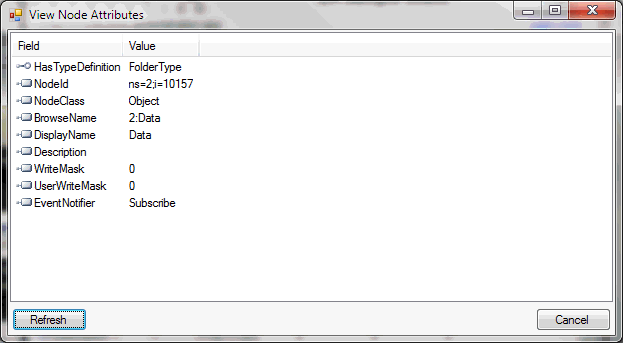 View Node Attributes
Field Value
HasTypeDefinition FolderType
NodeId ns=2;i=10157
NodeClass Object
BrowseName 2:Data
DisplayName Data
Description
WriteMask 0
UserWriteMask 0
EventNotifier Subscribe
Refresh Cancel